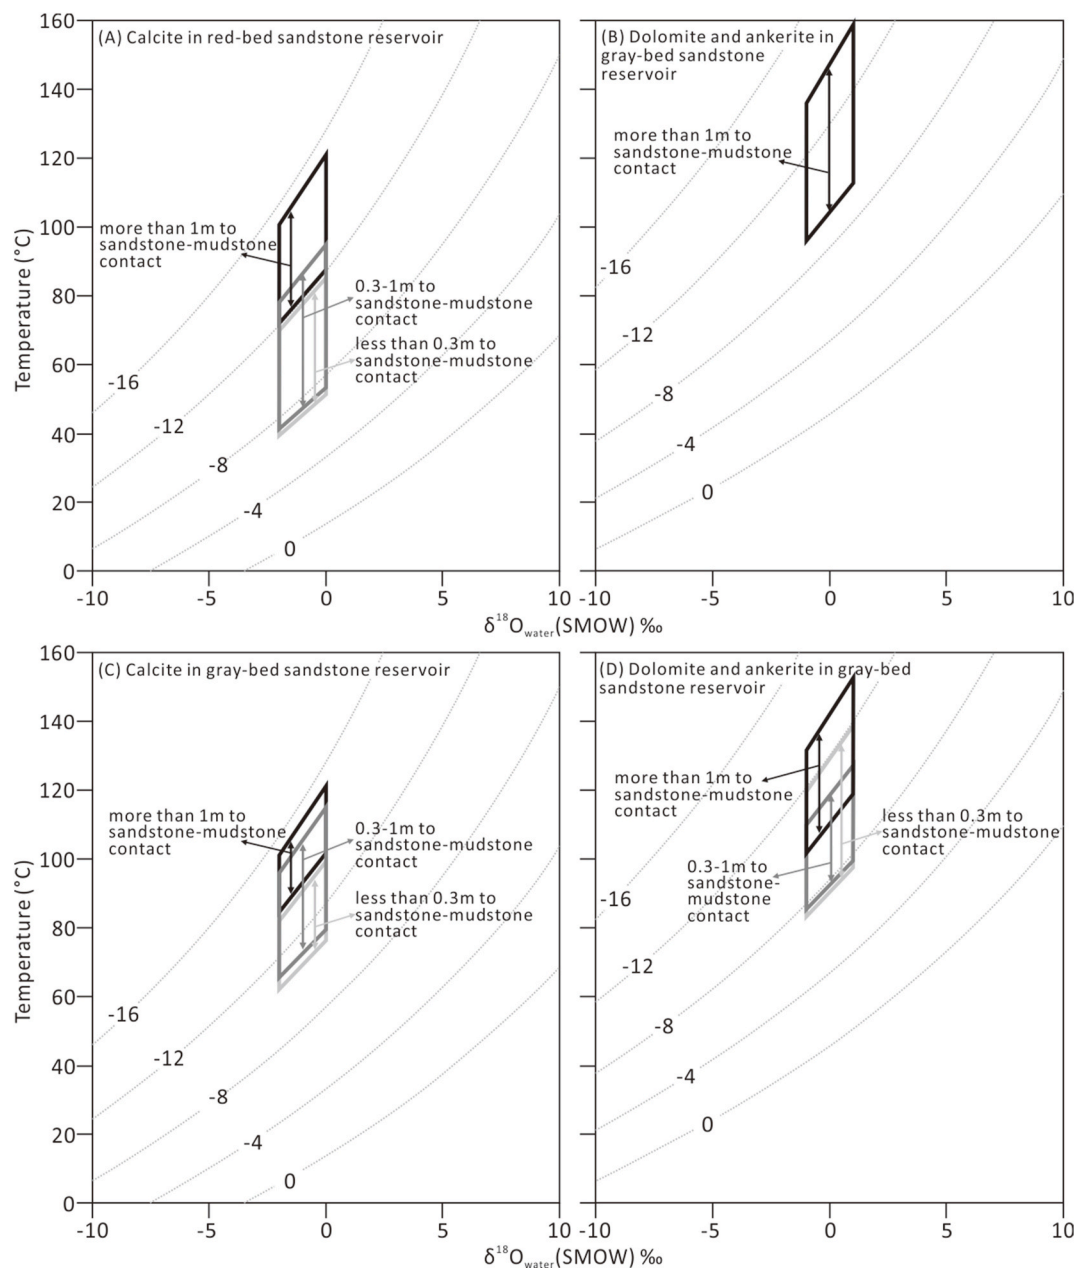 (A) Calcite in red-bed sandstone reservoir
160
140
120
100
80
60
40
20
0
Temperature (°C)
more than 1m to
sandstone-mudstone
contact
0.3-1m to
sandstone-mudstone
contact
less than 0.3m to
sandstone-mudstone
contact
-16
-12
-8
-4
0
-10
-5
0
5
10
(B) Dolomite and ankerite in
gray-bed sandstone
reservoir
more than 1m to
sandstone-mudstone
contact
-16
-12
-8
-4
0
-10
-5
0
5
10
δ¹⁸Owater(SMOW) ‰
(C) Calcite in gray-bed sandstone reservoir
160
140
120
100
80
60
40
20
0
Temperature (°C)
more than 1m to
sandstone-mudstone
contact
0.3-1m to
sandstone-mudstone
contact
less than 0.3m to
sandstone-mudstone
contact
-16
-12
-8
-4
0
-10
-5
0
5
10
(D) Dolomite and ankerite in gray-bed
sandstone reservoir
more than 1m to
sandstone-mudstone
contact
less than 0.3m to
sandstone-mudstone
contact
0.3-1m to
sandstone-
mudstone
contact
-16
-12
-8
-4
0
-10
-5
0
5
10
δ¹⁸Owater(SMOW) ‰